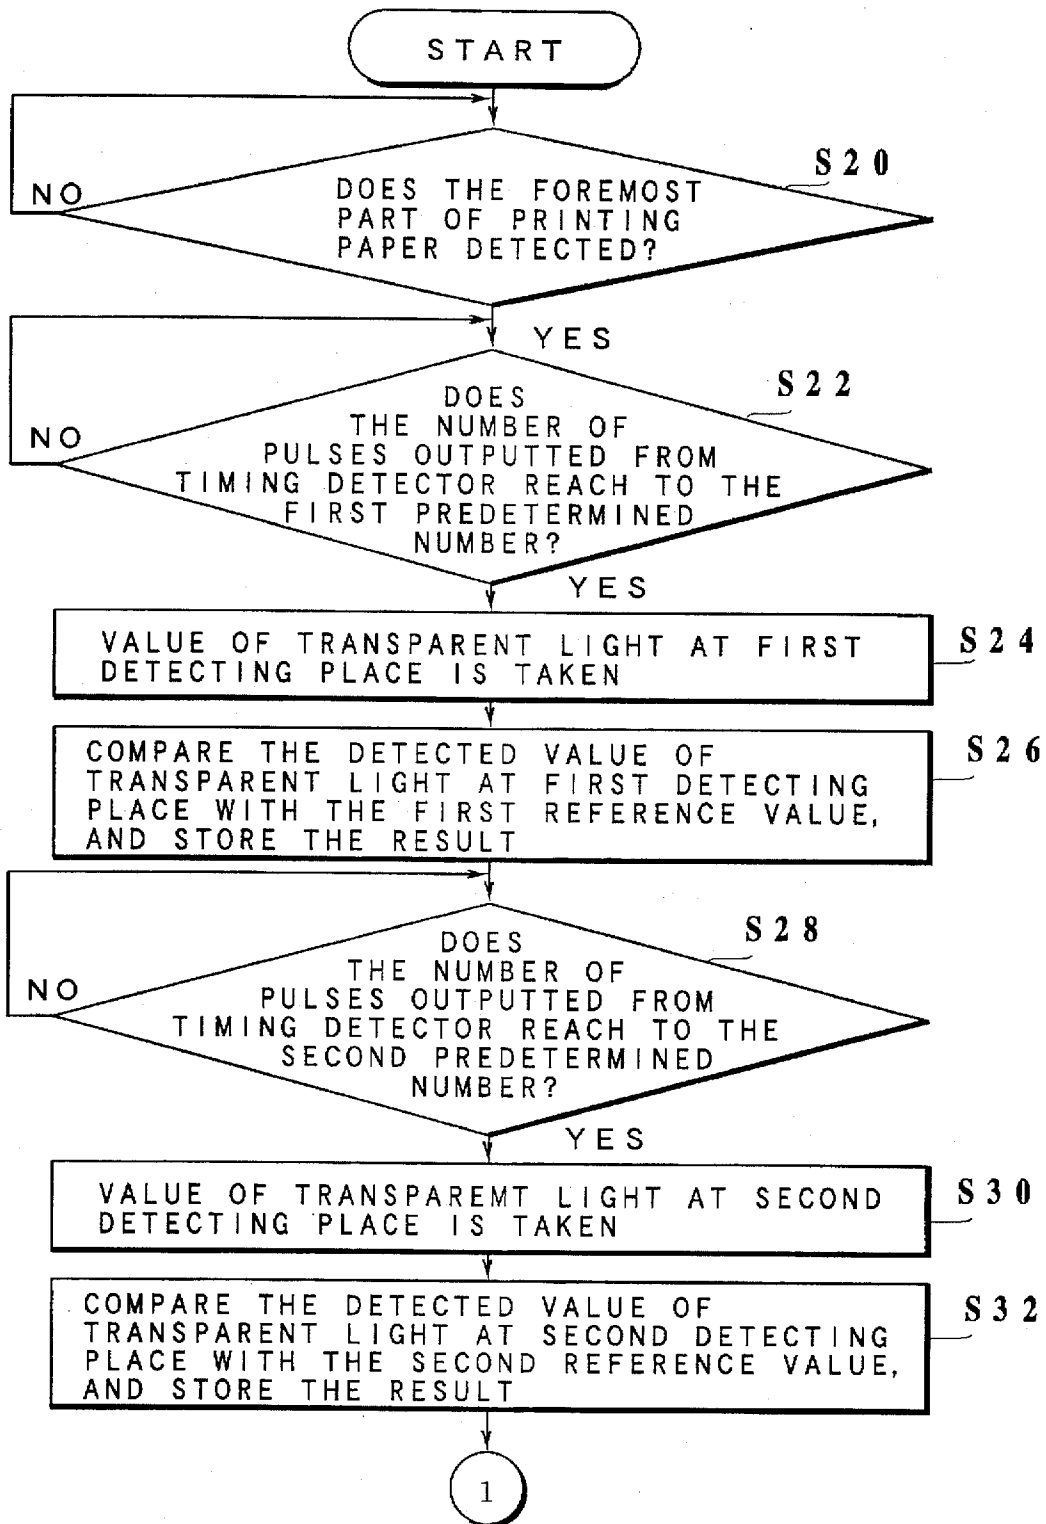 START
S20
NO
DOES THE FOREMOST
PART OF PRINTING
PAPER DETECTED?
YES
S22
DOES
NO
THE NUMBER OF
PULSES OUTPUTTED FROM
TIMING DETECTOR REACH TO THE
FIRST PREDETERMINED
NUMBER?
YES
VALUE OF TRANSPARENT LIGHT AT FIRST
DETECTING PLACE IS TAKEN
S24
COMPARE THE DETECTED VALUE OF
TRANSPARENT LIGHT AT FIRST DETECTING
PLACE WITH THE FIRST REFERENCE VALUE,
AND STORE THE RESULT
S26
S28
DOES
THE NUMBER OF
NO
PULSES OUTPUTTED FROM
TIMING DETECTOR REACH TO THE
SECOND PREDETERMINED
NUMBER?
YES
VALUE OF TRANSPAREMT LIGHT AT SECOND
DETECTING PLACE IS TAKEN
S30
COMPARE THE DETECTED VALUE OF
TRANSPARENT LIGHT AT SECOND DETECTING
PLACE WITH THE SECOND REFERENCE VALUE,
AND STORE THE RESULT
S32
1